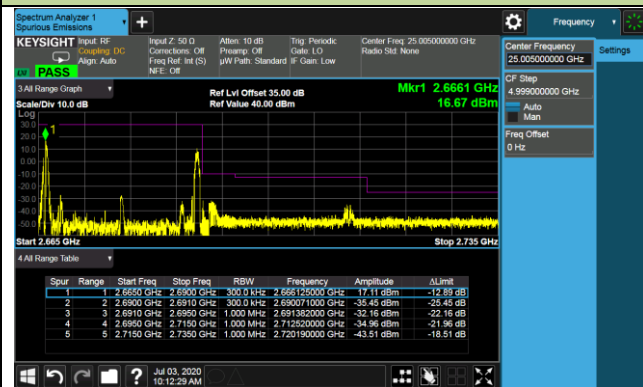 Spectrum Analyzer 1
Spurious Emissions
Frequency
KEYSIGHT
Input: RF
Coupling: DC
Align: Auto
Input Z: 50 Ω
Corrections: Off
Freq Ref: Int (S)
NFE: Off
Atten: 10 dB
Preamp: Off
µW Path: Standard
Trig: Periodic
Gate: LO
IF Gain: Low
Center Freq: 25.005000000 GHz
Radio Std: None
LXI
PASS
Center Frequency
25.005000000 GHz
Settings
CF Step
4.999000000 GHz
Auto
Man
Freq Offset
0 Hz
3 All Range Graph
Ref Lvl Offset 35.00 dB
Mkr1 2.6661 GHz
Scale/Div 10.0 dB
Ref Value 40.00 dBm
16.67 dBm
Log
30.0
20.0
10.0
0.00
-10.0
-20.0
-30.0
-40.0
-50.0
1
Start 2.665 GHz
Stop 2.735 GHz
4 All Range Table
Spur Range Start Freq Stop Freq RBW Frequency Amplitude ΔLimit
1 1 2.6650 GHz 2.6900 GHz 300.0 kHz 2.666125000 GHz 17.11 dBm -12.89 dB
2 2 2.6900 GHz 2.6910 GHz 300.0 kHz 2.690071000 GHz -35.45 dBm -25.45 dB
3 3 2.6910 GHz 2.6950 GHz 1.000 MHz 2.691382000 GHz -32.16 dBm -22.16 dB
4 4 2.6950 GHz 2.7150 GHz 1.000 MHz 2.712520000 GHz -34.96 dBm -21.96 dB
5 5 2.7150 GHz 2.7350 GHz 1.000 MHz 2.720190000 GHz -43.51 dBm -18.51 dB
Jul 03, 2020
10:12:29 AM